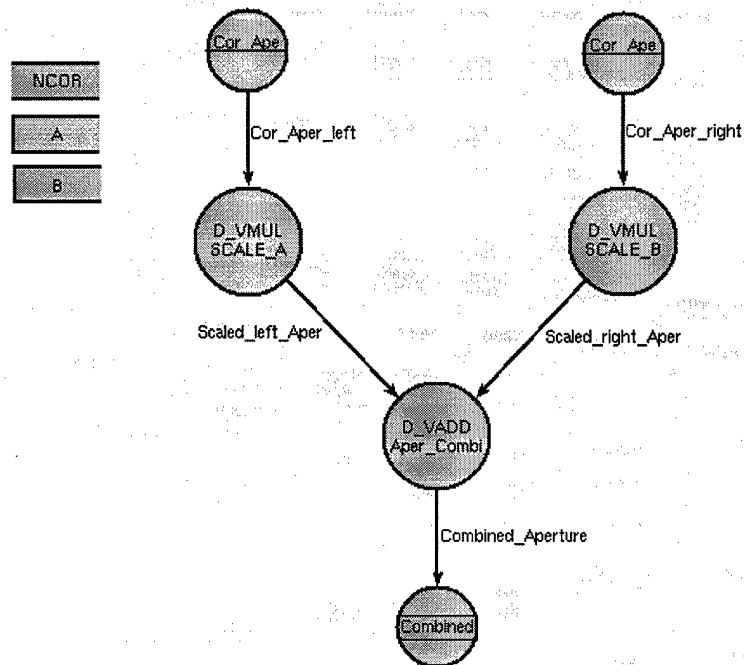 Cor_Ape
Cor_Ape
NCOR
Cor_Aper_left
Cor_Aper_right
A
B
D_VMUL
SCALE_A
D_VMUL
SCALE_B
Scaled_left_Aper
Scaled_right_Aper
D_VADD
Aper_Combi
Combined_Aperture
Combined